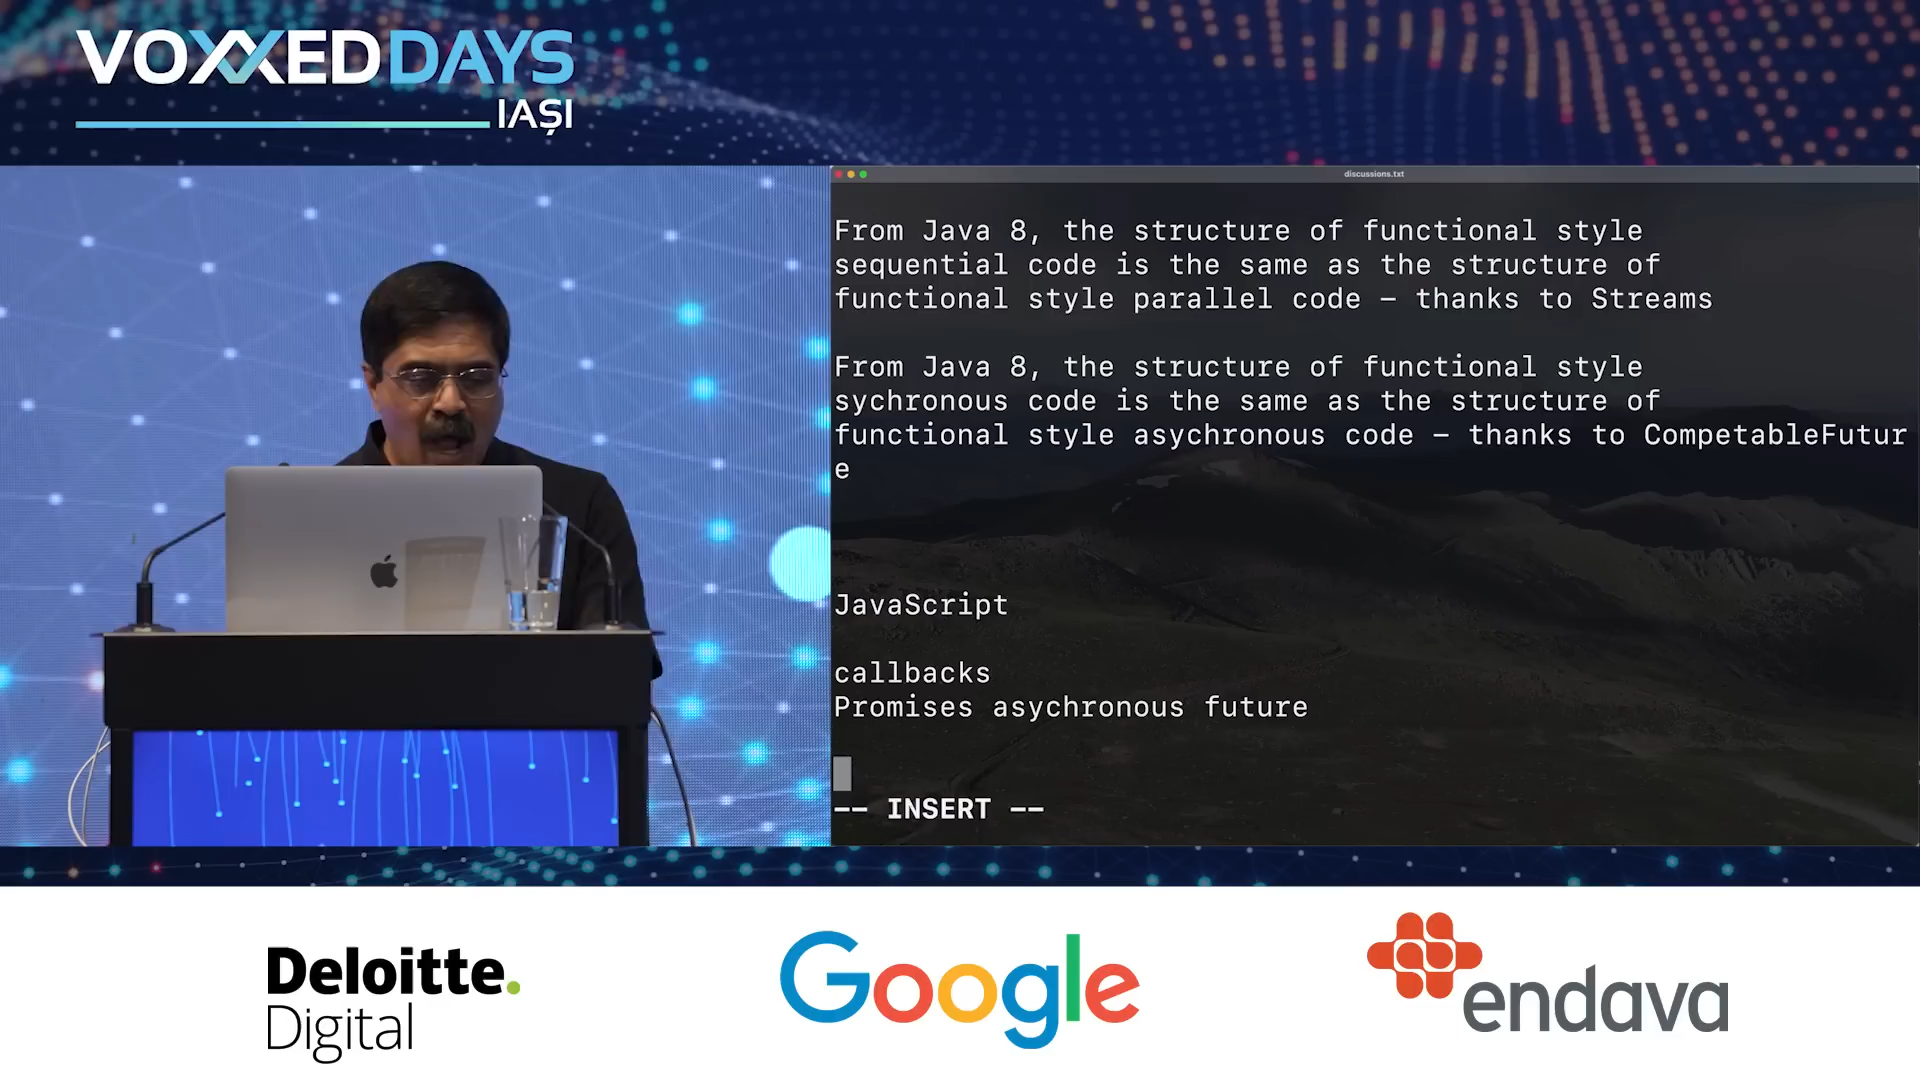 VOXXEDDAYS
IAȘI
discussions.txt
From Java 8, the structure of functional style
sequential code is the same as the structure of
functional style parallel code – thanks to Streams
From Java 8, the structure of functional style
sychronous code is the same as the structure of
functional style asychronous code – thanks to CompetableFutur
e
JavaScript
callbacks
Promises asychronous future
-- INSERT --
Deloitte.
Digital
Google
endava